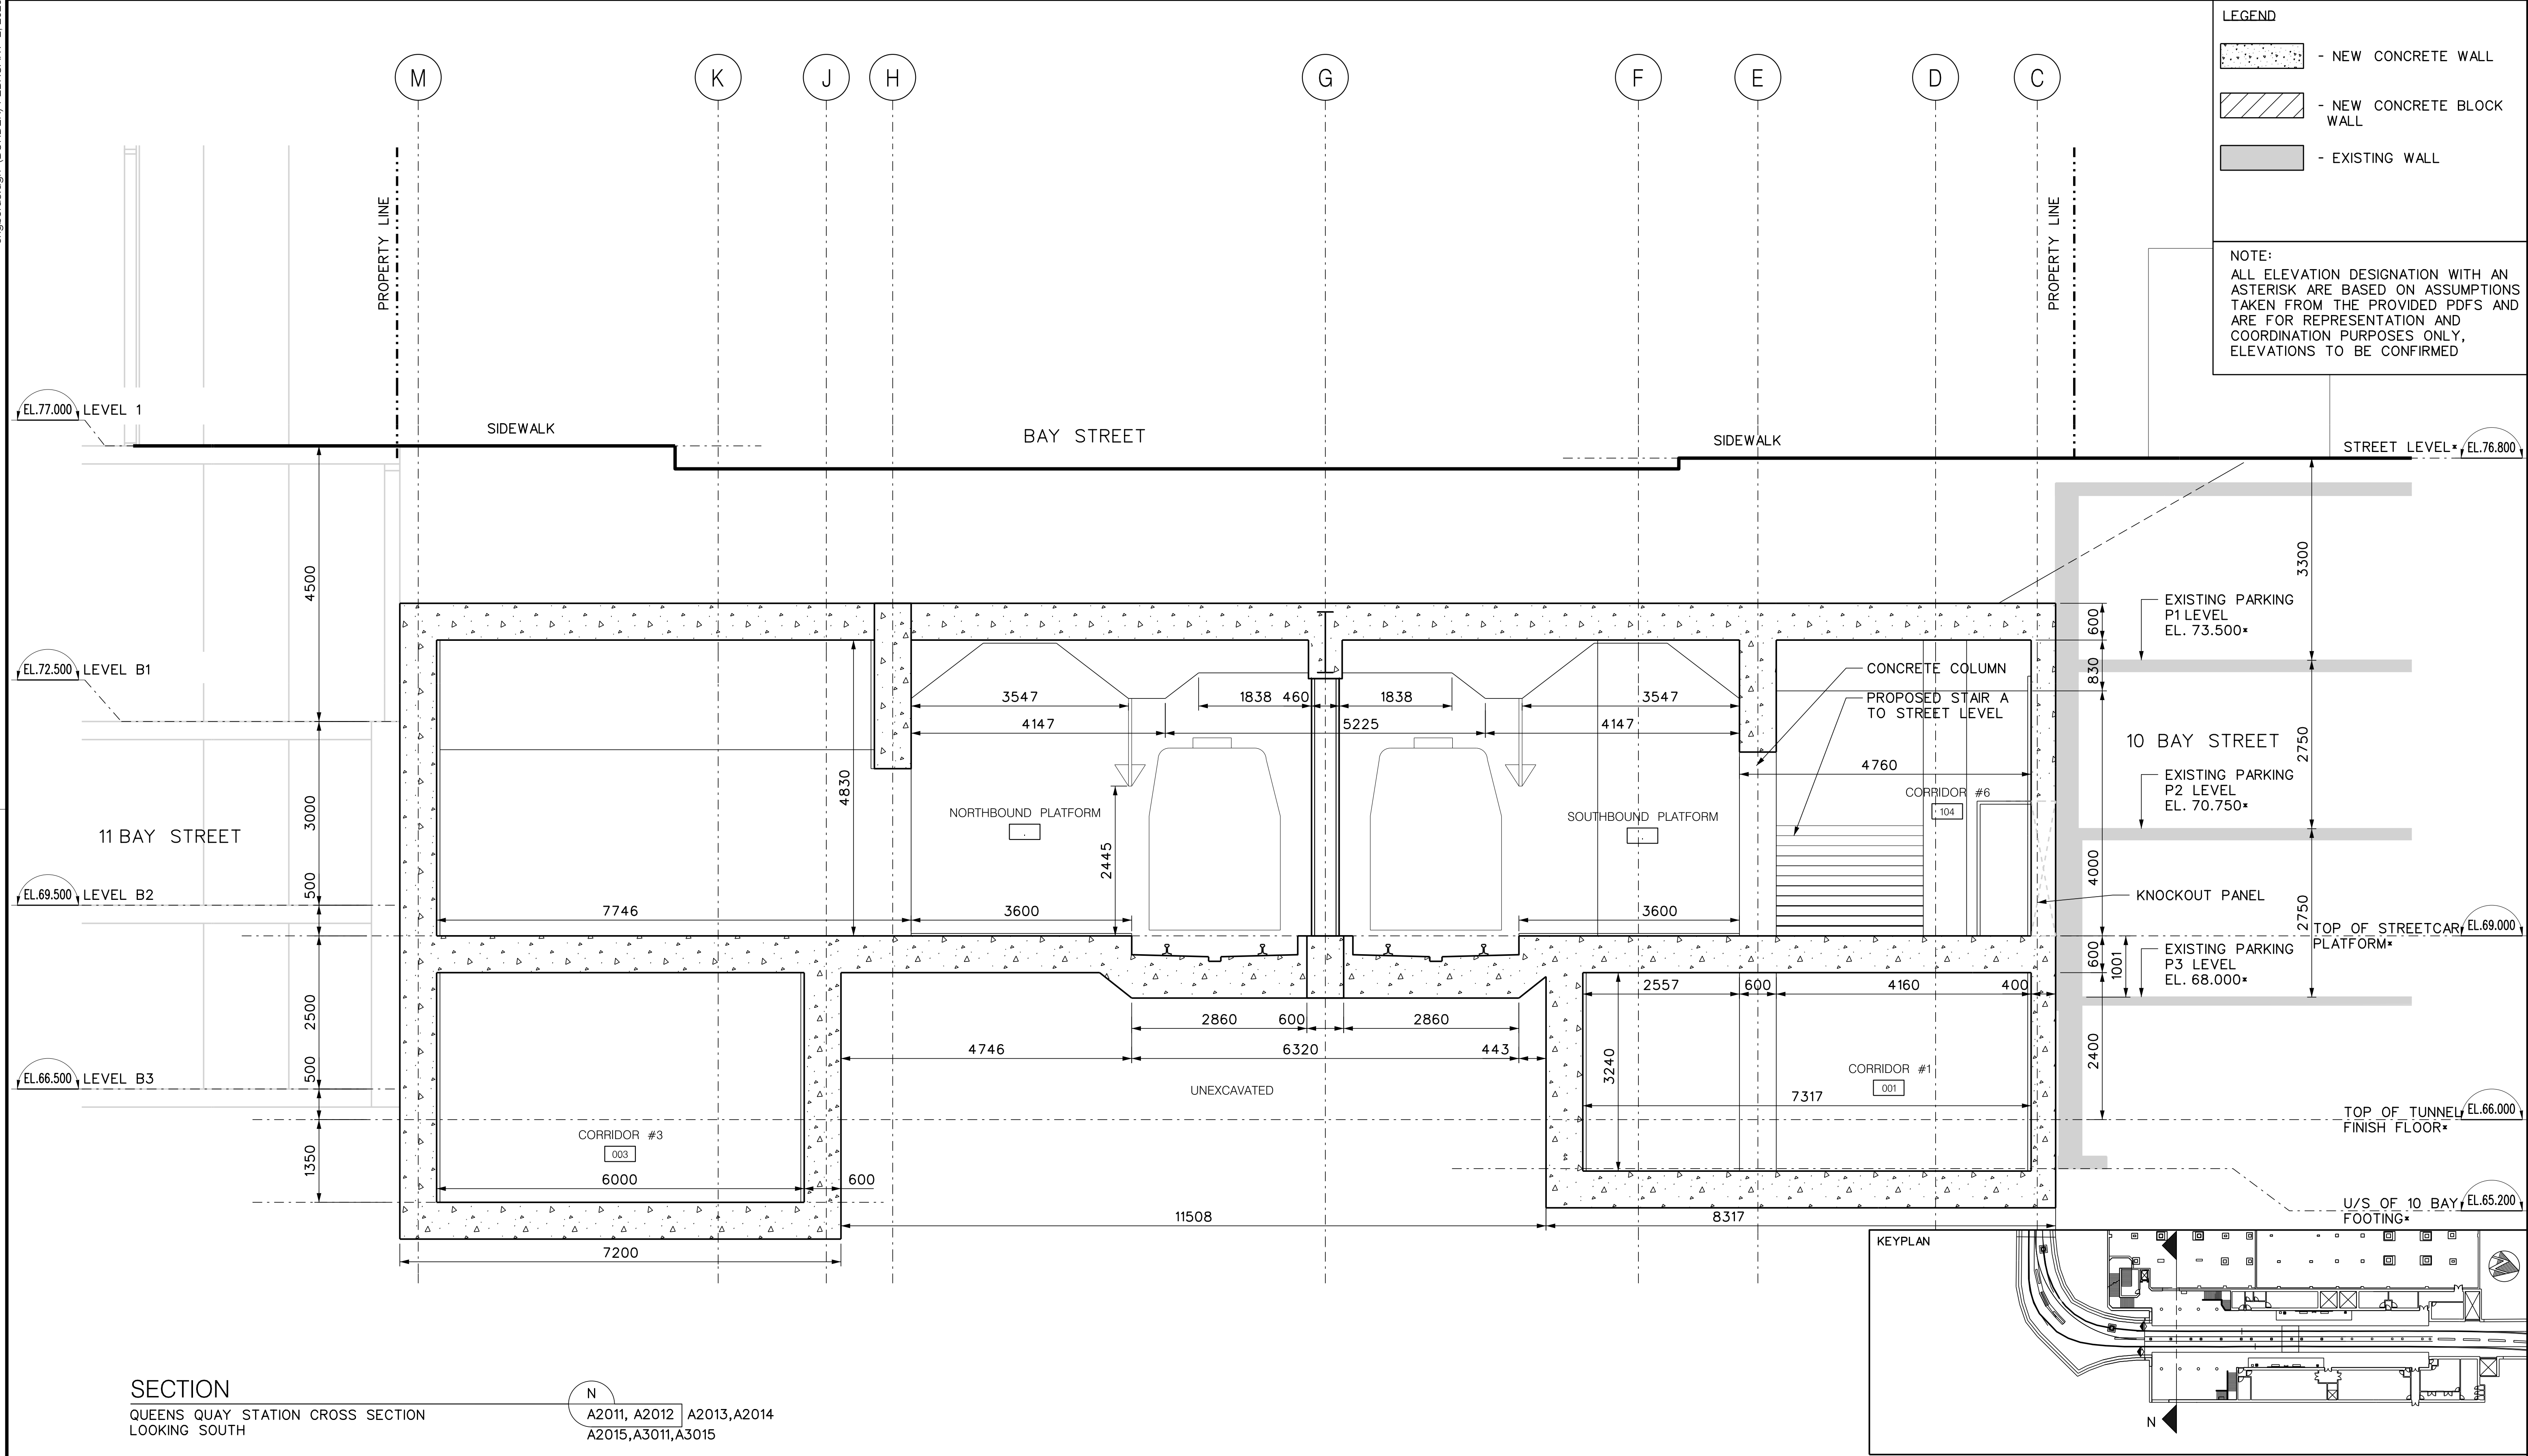 LEGEND
- NEW CONCRETE WALL
- NEW CONCRETE BLOCK
WALL
- EXISTING WALL
NOTE:
ALL ELEVATION DESIGNATION WITH AN
ASTERISK ARE BASED ON ASSUMPTIONS
TAKEN FROM THE PROVIDED PDFS AND
ARE FOR REPRESENTATION AND
COORDINATION PURPOSES ONLY,
ELEVATIONS TO BE CONFIRMED
M K J H G F E D C
PROPERTY LINE
PROPERTY LINE
EL.77.000 LEVEL 1
SIDEWALK
BAY STREET
SIDEWALK
STREET LEVEL* EL.76.800
4500
3300
EXISTING PARKING
P1 LEVEL
EL. 73.500*
600
830
EL.72.500 LEVEL B1
CONCRETE COLUMN
PROPOSED STAIR A
TO STREET LEVEL
3547 1838 460 1838 3547
4147 5225 4147
10 BAY STREET
2750
4760
EXISTING PARKING
P2 LEVEL
EL. 70.750*
4830
3000
NORTHBOUND PLATFORM
SOUTHBOUND PLATFORM
CORRIDOR #6
104
11 BAY STREET
2445
4000
EL.69.500 LEVEL B2
500
KNOCKOUT PANEL
7746 3600 3600
2750
TOP OF STREETCAR
PLATFORM*
EL.69.000
600
1001
EXISTING PARKING
P3 LEVEL
EL. 68.000*
2557 600 4160 400
2500
2860 600 2860
4746 6320 443
3240
2400
EL.66.500 LEVEL B3
500
UNEXCAVATED
CORRIDOR #1
001
7317
TOP OF TUNNEL
FINISH FLOOR*
EL.66.000
CORRIDOR #3
003
1350
6000 600
U/S OF 10 BAY
FOOTING*
EL.65.200
11508 8317
7200
KEYPLAN
N
SECTION
QUEENS QUAY STATION CROSS SECTION
LOOKING SOUTH
N
A2011, A2012 A2013,A2014
A2015,A3011,A3015